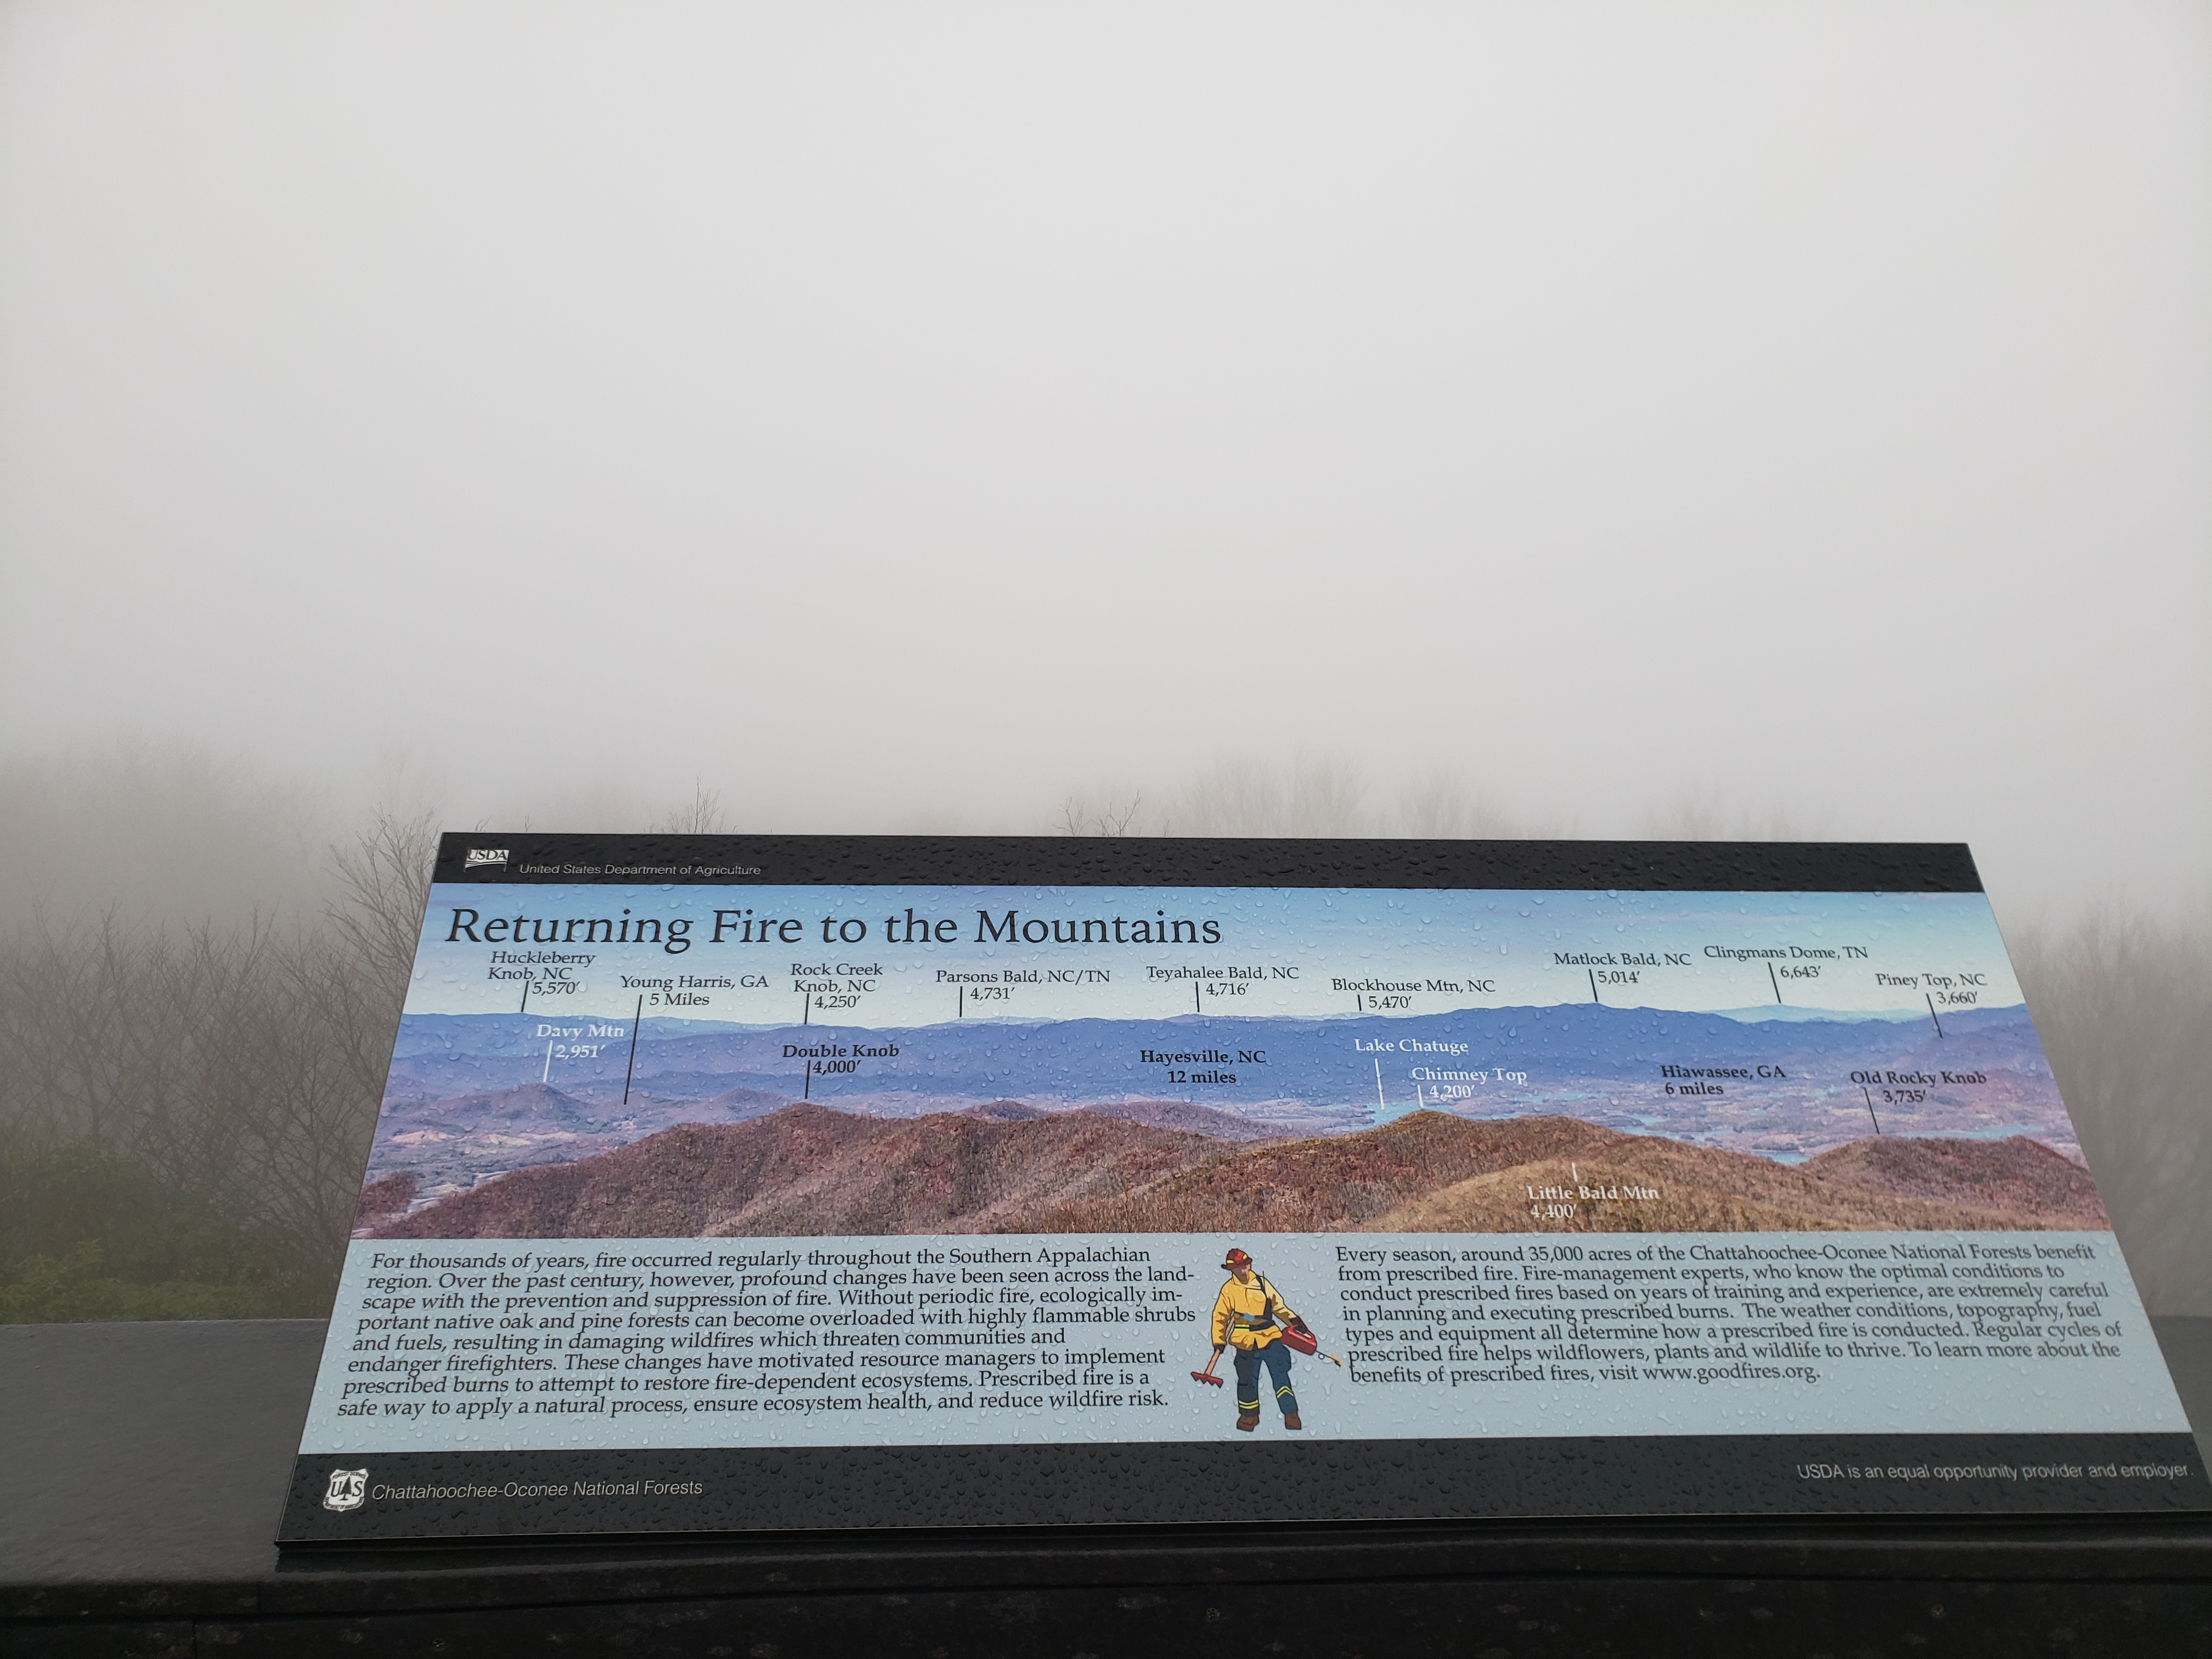 USDA
United States Department of Agriculture
Returning Fire to the Mountains
Huckleberry
Knob, NC
5,570'
Young Harris, GA
5 Miles
Rock Creek
Knob, NC
4,250'
Parsons Bald, NC/TN
4,731'
Teyahalee Bald, NC
4,716'
Blockhouse Mtn, NC
5,470'
Matlock Bald, NC
5,014'
Clingmans Dome, TN
6,643'
Piney Top, NC
3,660'
Davy Mtn
2,951'
Double Knob
4,000'
Hayesville, NC
12 miles
Lake Chatuge
Chimney Top
4,200'
Hiawassee, GA
6 miles
Old Rocky Knob
3,735'
Little Bald Mtn
4,400'
For thousands of years, fire occurred regularly throughout the Southern Appalachian
region. Over the past century, however, profound changes have been seen across the land-
scape with the prevention and suppression of fire. Without periodic fire, ecologically im-
portant native oak and pine forests can become overloaded with highly flammable shrubs
and fuels, resulting in damaging wildfires which threaten communities and
endanger firefighters. These changes have motivated resource managers to implement
prescribed burns to attempt to restore fire-dependent ecosystems. Prescribed fire is a
safe way to apply a natural process, ensure ecosystem health, and reduce wildfire risk.
Every season, around 35,000 acres of the Chattahoochee-Oconee National Forests benefit
from prescribed fire. Fire-management experts, who know the optimal conditions to
conduct prescribed fires based on years of training and experience, are extremely careful
in planning and executing prescribed burns. The weather conditions, topography, fuel
types and equipment all determine how a prescribed fire is conducted. Regular cycles of
prescribed fire helps wildflowers, plants and wildlife to thrive. To learn more about the
benefits of prescribed fires, visit www.goodfires.org.
U S
Chattahoochee-Oconee National Forests
USDA is an equal opportunity provider and employer.